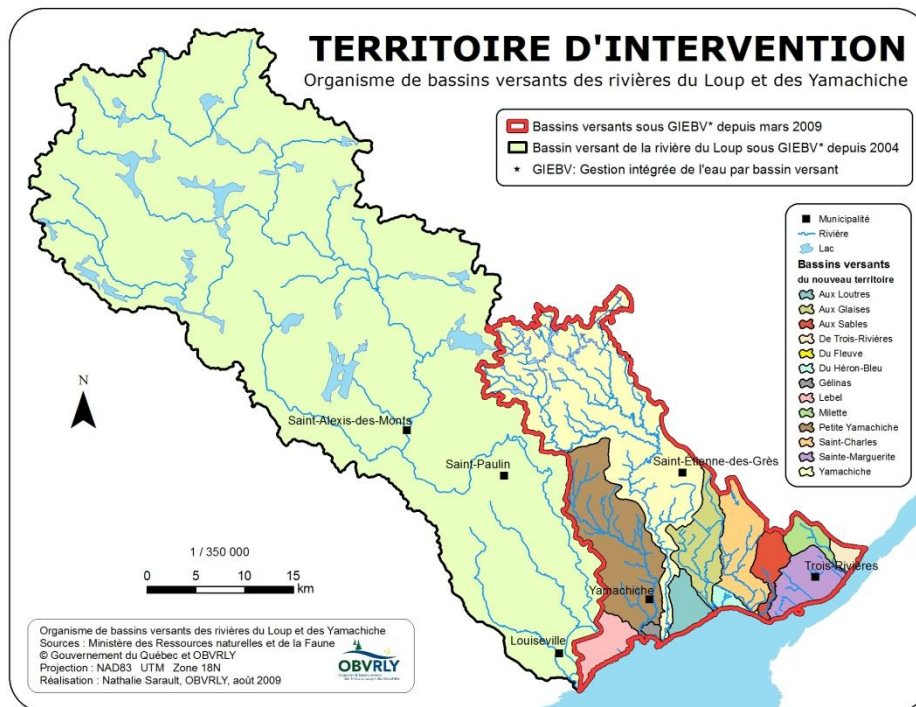 TERRITOIRE D'INTERVENTION
Organisme de bassins versants des rivières du Loup et des Yamachiche
Bassins versants sous GIEBV* depuis mars 2009
Bassin versant de la rivière du Loup sous GIEBV* depuis 2004
* GIEBV: Gestion intégrée de l'eau par bassin versant
Municipalité
Rivière
Lac
Bassins versants
du nouveau territoire
Aux Loutres
Aux Glaises
Aux Sables
De Trois-Rivières
Du Fleuve
Du Héron-Bleu
Gélinas
Lebel
Milette
Petite Yamachiche
Saint-Charles
Sainte-Marguerite
Yamachiche
N
Saint-Alexis-des-Monts
Saint-Paulin
Saint-Etienne-des-Grès
Trois-Rivières
Yamachiche
Louiseville
1 / 350 000
0 5 10 15
km
Organisme de bassins versants des rivières du Loup et des Yamachiche
Sources : Ministère des Ressources naturelles et de la Faune
© Gouvernement du Québec et OBVRLY
Projection : NAD83 UTM Zone 18N
Réalisation : Nathalie Sarault, OBVRLY, août 2009
OBVRLY